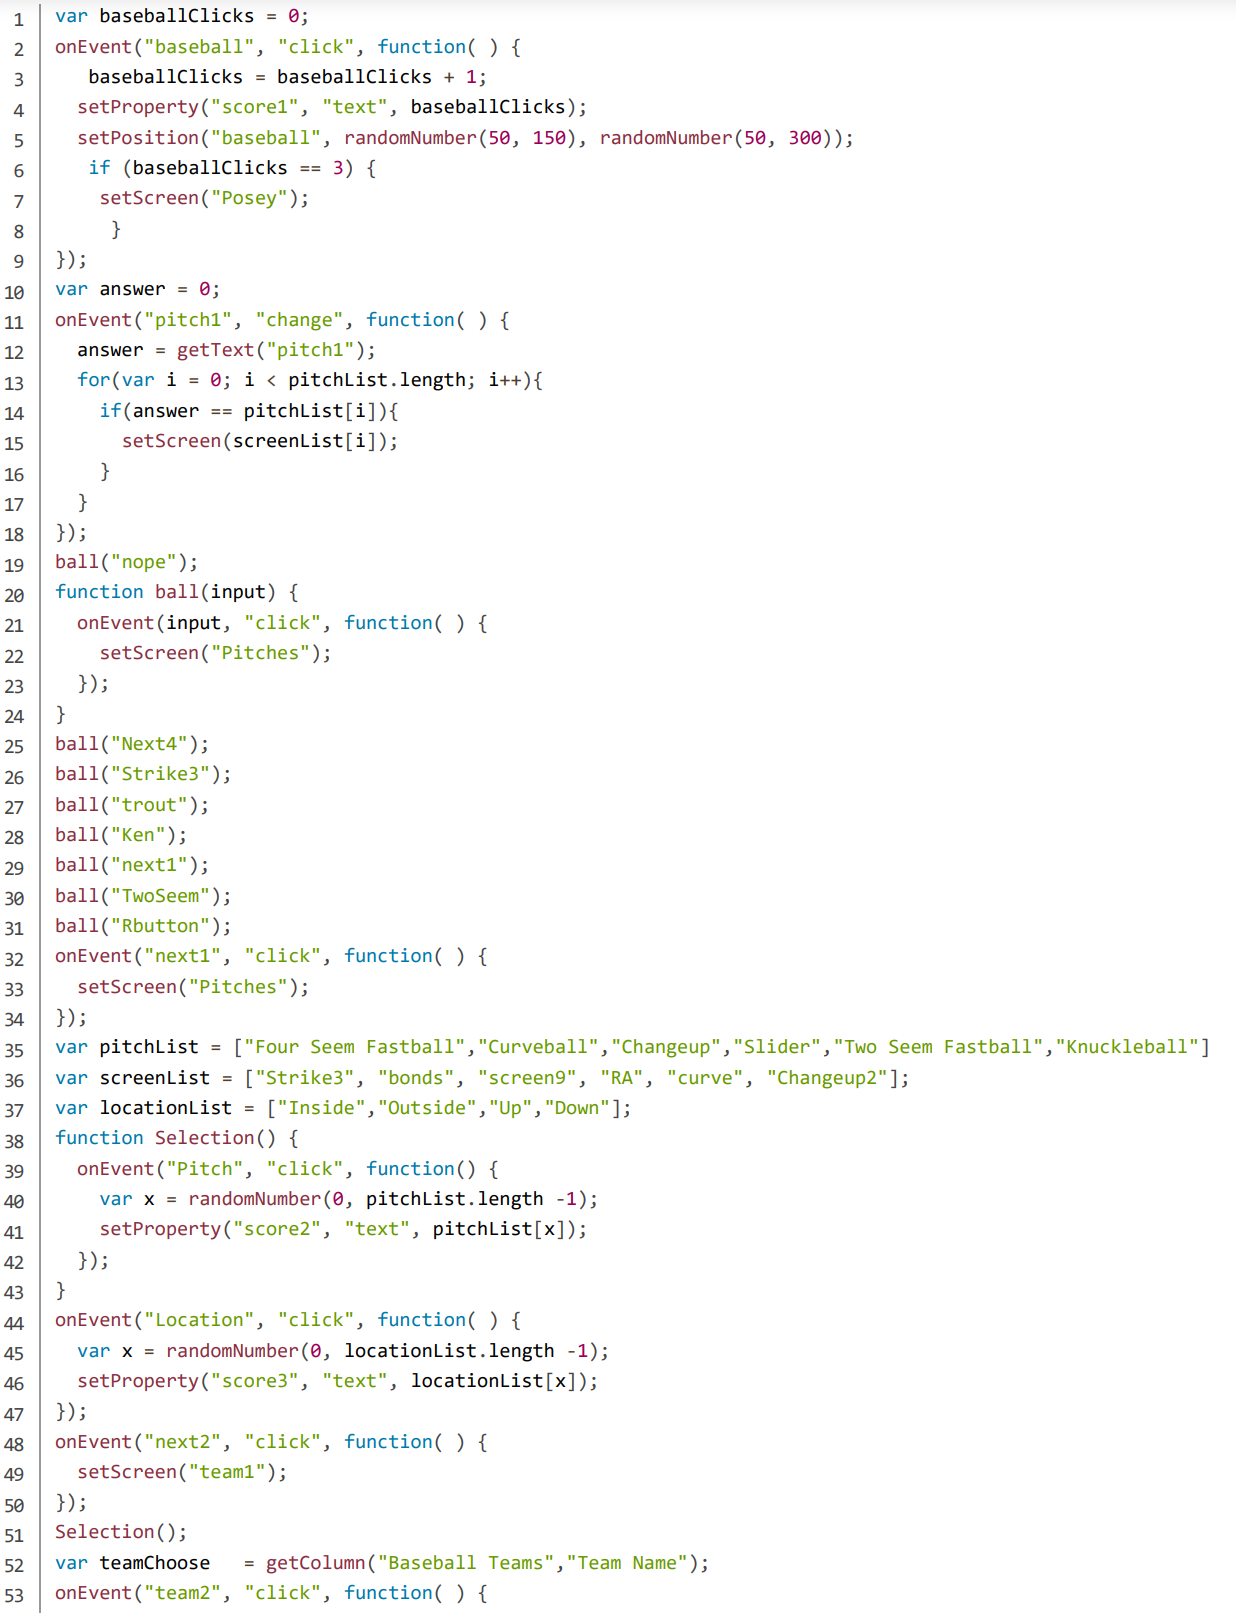 1 var baseballClicks = 0;
2 onEvent("baseball", "click", function( ) {
3    baseballClicks = baseballClicks + 1;
4   setProperty("score1", "text", baseballClicks);
5   setPosition("baseball", randomNumber(50, 150), randomNumber(50, 300));
6    if (baseballClicks == 3) {
7     setScreen("Posey");
8      }
9 });
10 var answer = 0;
11 onEvent("pitch1", "change", function( ) {
12   answer = getText("pitch1");
13   for(var i = 0; i < pitchList.length; i++){
14     if(answer == pitchList[i]){
15       setScreen(screenList[i]);
16     }
17   }
18 });
19 ball("nope");
20 function ball(input) {
21   onEvent(input, "click", function( ) {
22     setScreen("Pitches");
23   });
24 }
25 ball("Next4");
26 ball("Strike3");
27 ball("trout");
28 ball("Ken");
29 ball("next1");
30 ball("TwoSeem");
31 ball("Rbutton");
32 onEvent("next1", "click", function( ) {
33   setScreen("Pitches");
34 });
35 var pitchList = ["Four Seem Fastball","Curveball","Changeup","Slider","Two Seem Fastball","Knuckleball"]
36 var screenList = ["Strike3", "bonds", "screen9", "RA", "curve", "Changeup2"];
37 var locationList = ["Inside","Outside","Up","Down"];
38 function Selection() {
39   onEvent("Pitch", "click", function() {
40     var x = randomNumber(0, pitchList.length -1);
41     setProperty("score2", "text", pitchList[x]);
42   });
43 }
44 onEvent("Location", "click", function( ) {
45   var x = randomNumber(0, locationList.length -1);
46   setProperty("score3", "text", locationList[x]);
47 });
48 onEvent("next2", "click", function( ) {
49   setScreen("team1");
50 });
51 Selection();
52 var teamChoose   = getColumn("Baseball Teams","Team Name");
53 onEvent("team2", "click", function( ) {